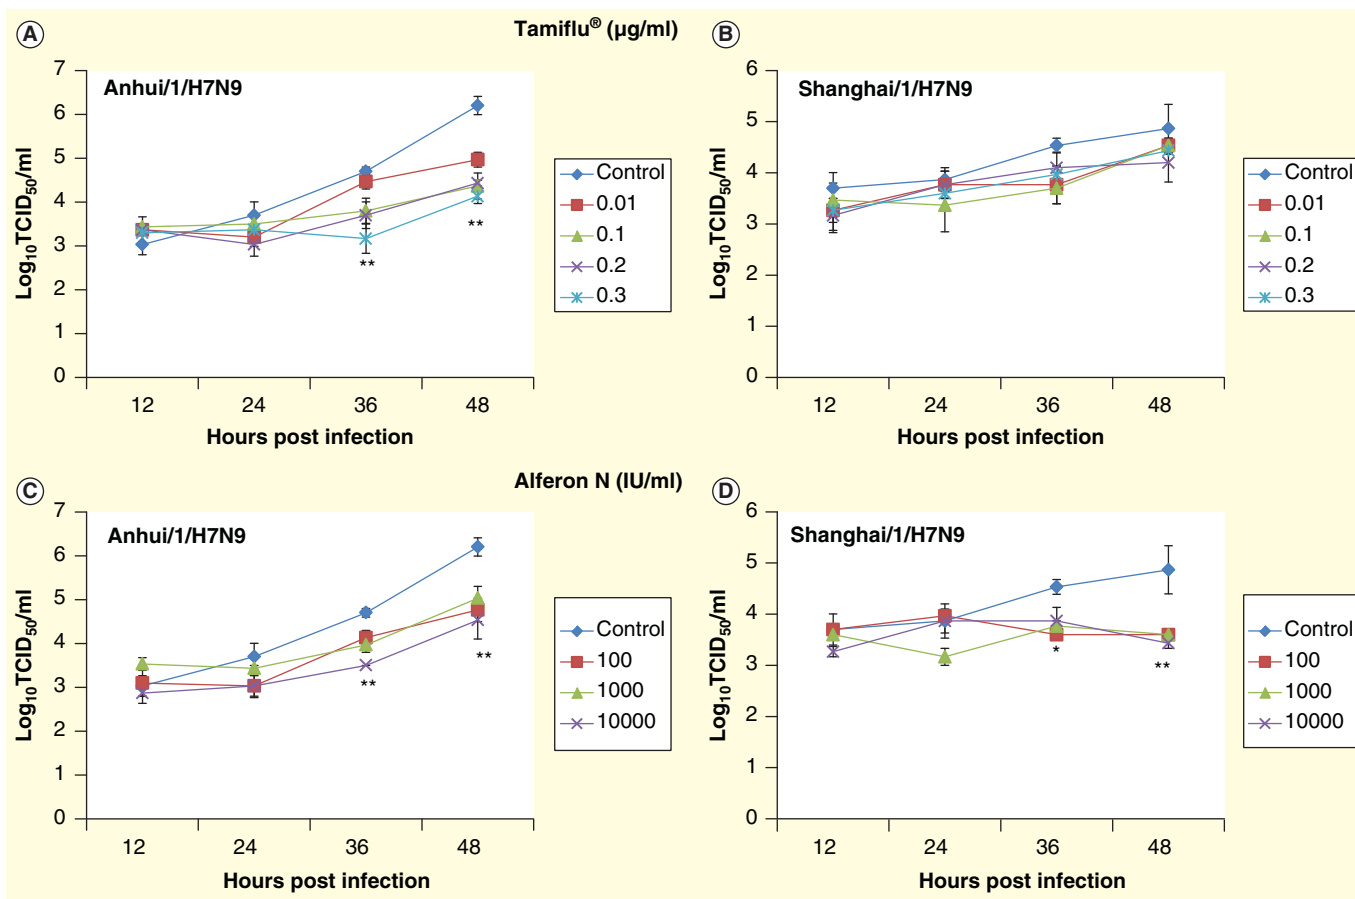 Tamiflu® (µg/ml)
A
Anhui/1/H7N9
Log10TCID50/ml
7
6
5
4
3
2
1
0
**
**
12 24 36 48
Hours post infection
Control
0.01
0.1
0.2
0.3
B
Shanghai/1/H7N9
Log10TCID50/ml
6
5
4
3
2
1
0
12 24 36 48
Hours post infection
Control
0.01
0.1
0.2
0.3
Alferon N (IU/ml)
C
Anhui/1/H7N9
Log10TCID50/ml
7
6
5
4
3
2
1
0
**
**
12 24 36 48
Hours post infection
Control
100
1000
10000
D
Shanghai/1/H7N9
Log10TCID50/ml
6
5
4
3
2
1
0
*
**
12 24 36 48
Hours post infection
Control
100
1000
10000